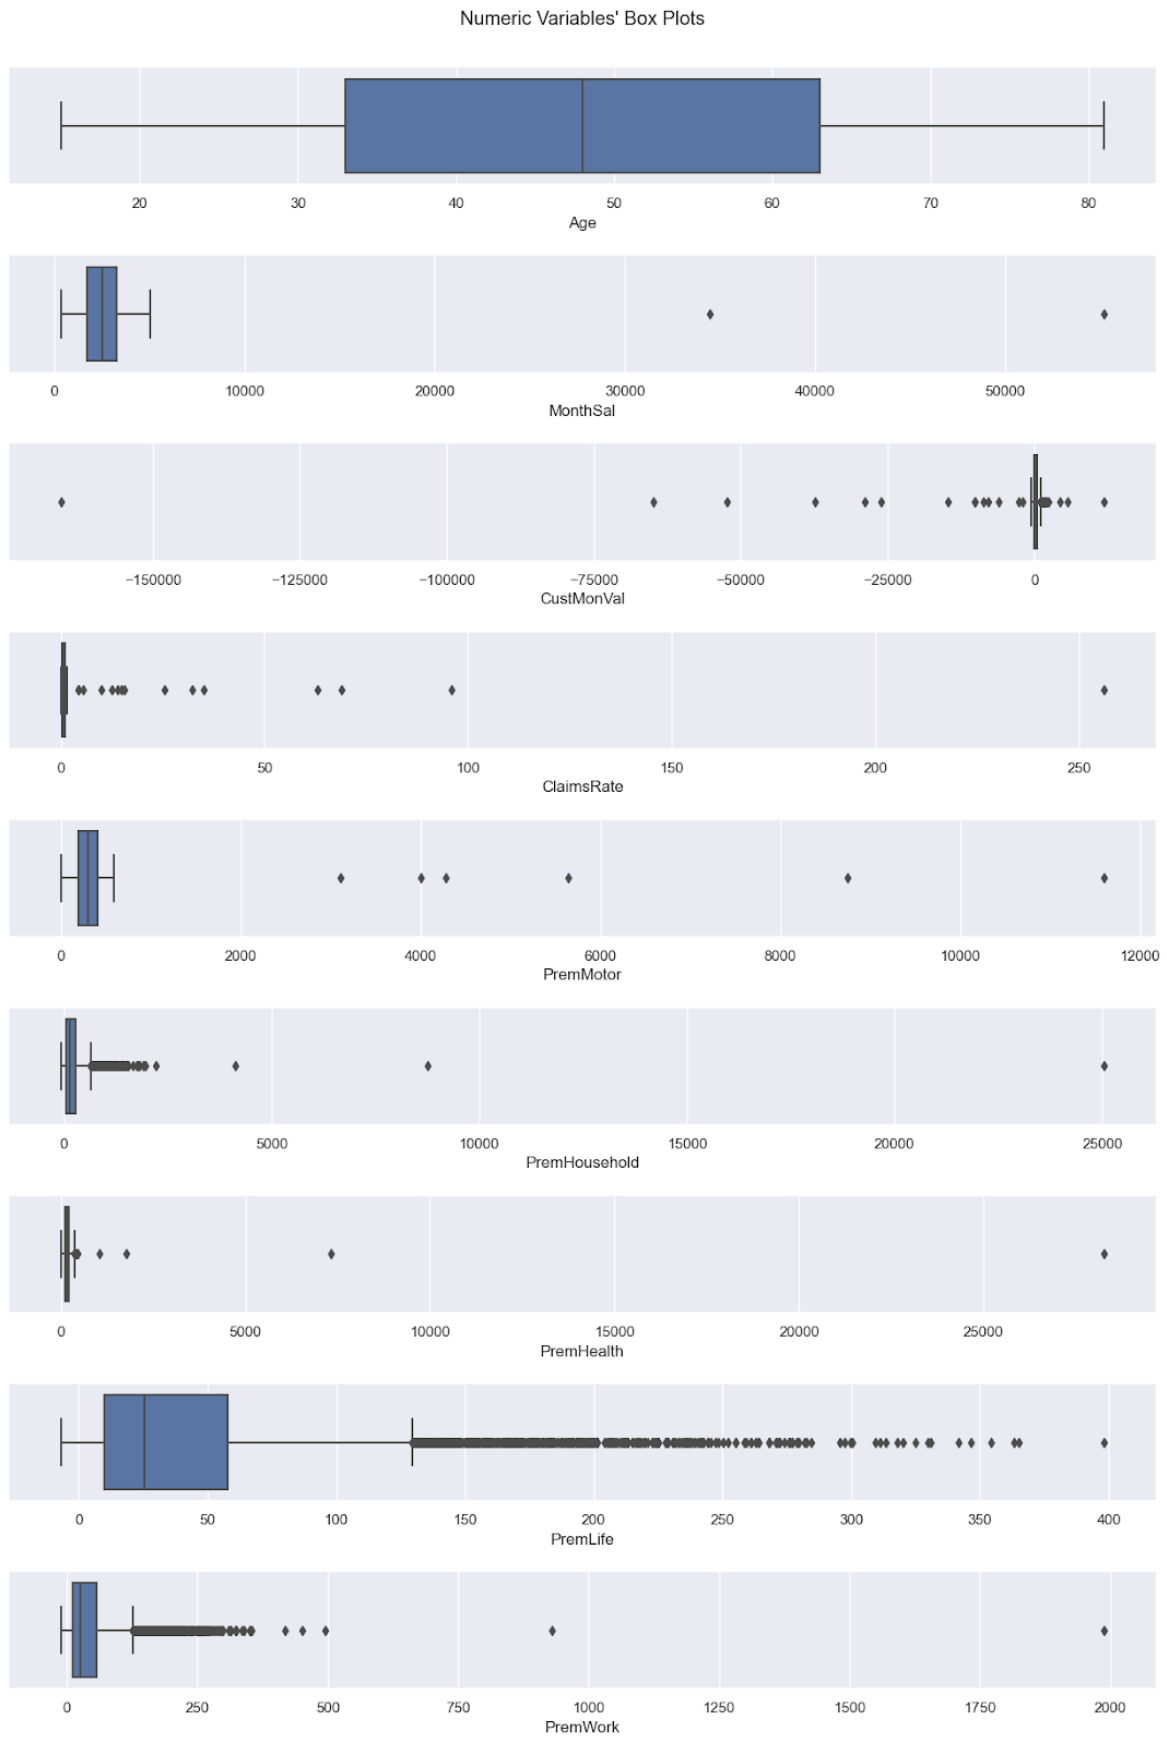 Numeric Variables' Box Plots
20 30 40 50 60 70 80
Age
0 10000 20000 30000 40000 50000
MonthSal
−150000 −125000 −100000 −75000 −50000 −25000 0
CustMonVal
0 50 100 150 200 250
ClaimsRate
0 2000 4000 6000 8000 10000 12000
PremMotor
0 5000 10000 15000 20000 25000
PremHousehold
0 5000 10000 15000 20000 25000
PremHealth
0 50 100 150 200 250 300 350 400
PremLife
0 250 500 750 1000 1250 1500 1750 2000
PremWork